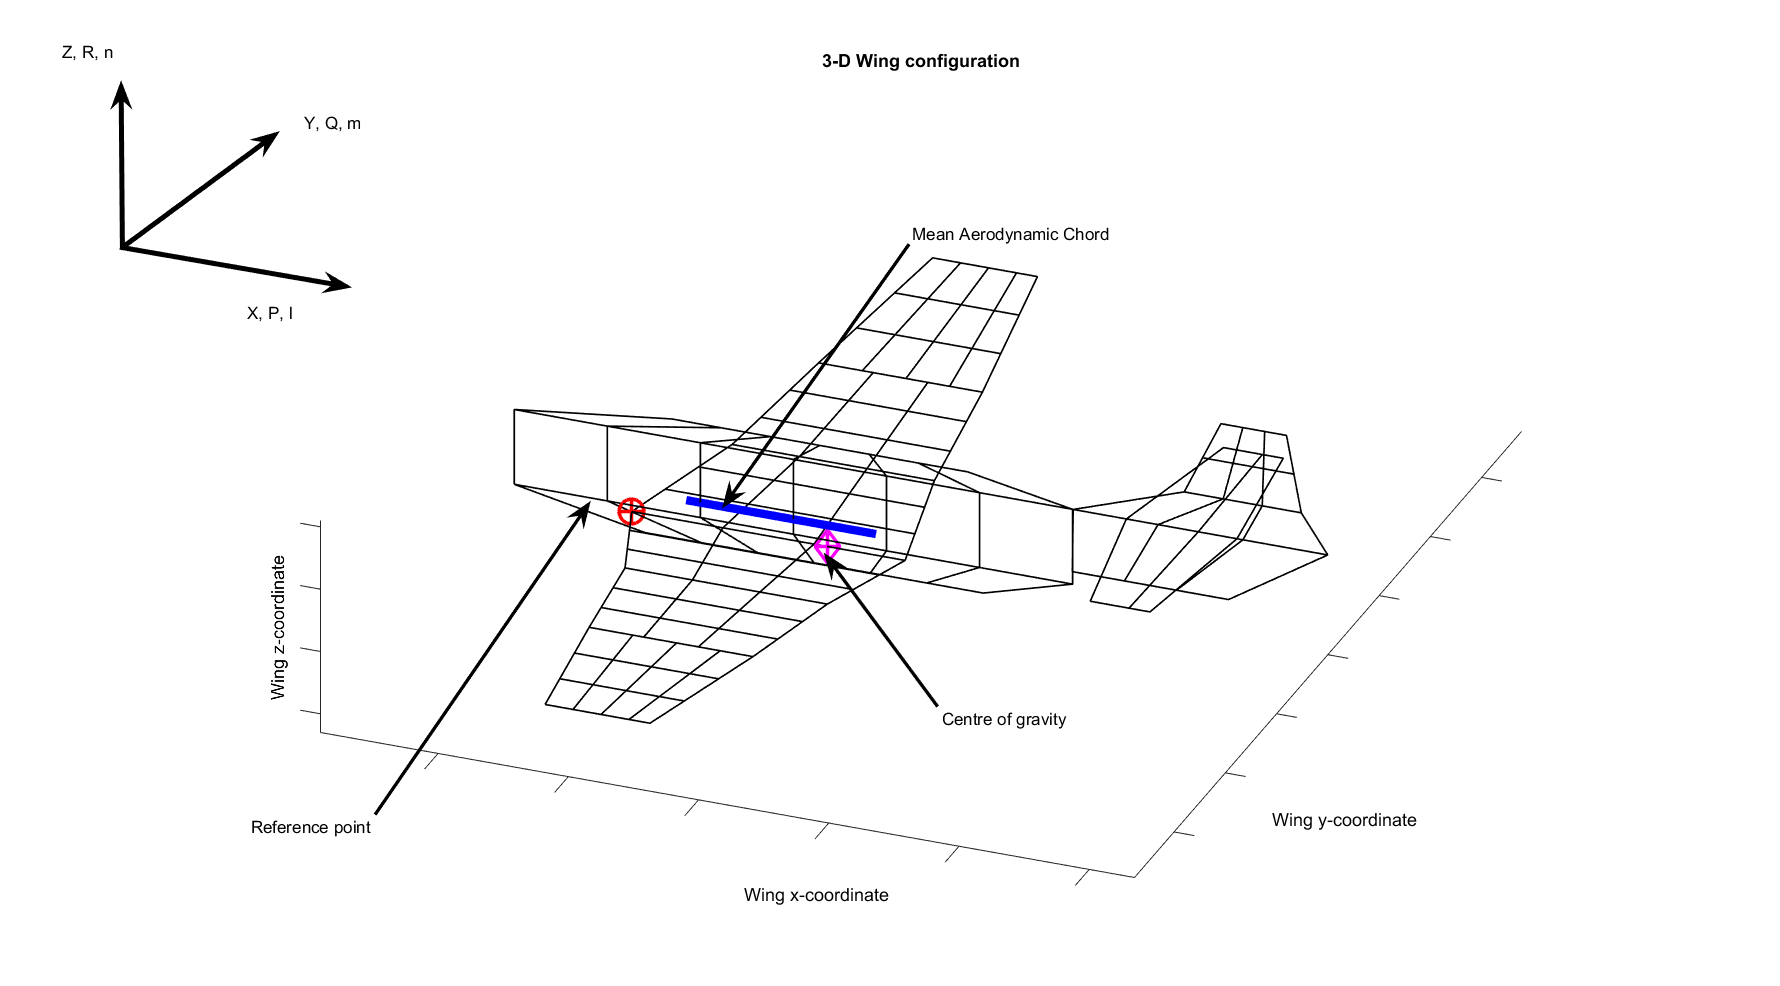 3-D Wing configuration
Z, R, n
Y, Q, m
X, P, l
Mean Aerodynamic Chord
Wing z-coordinate
Centre of gravity
Reference point
Wing y-coordinate
Wing x-coordinate